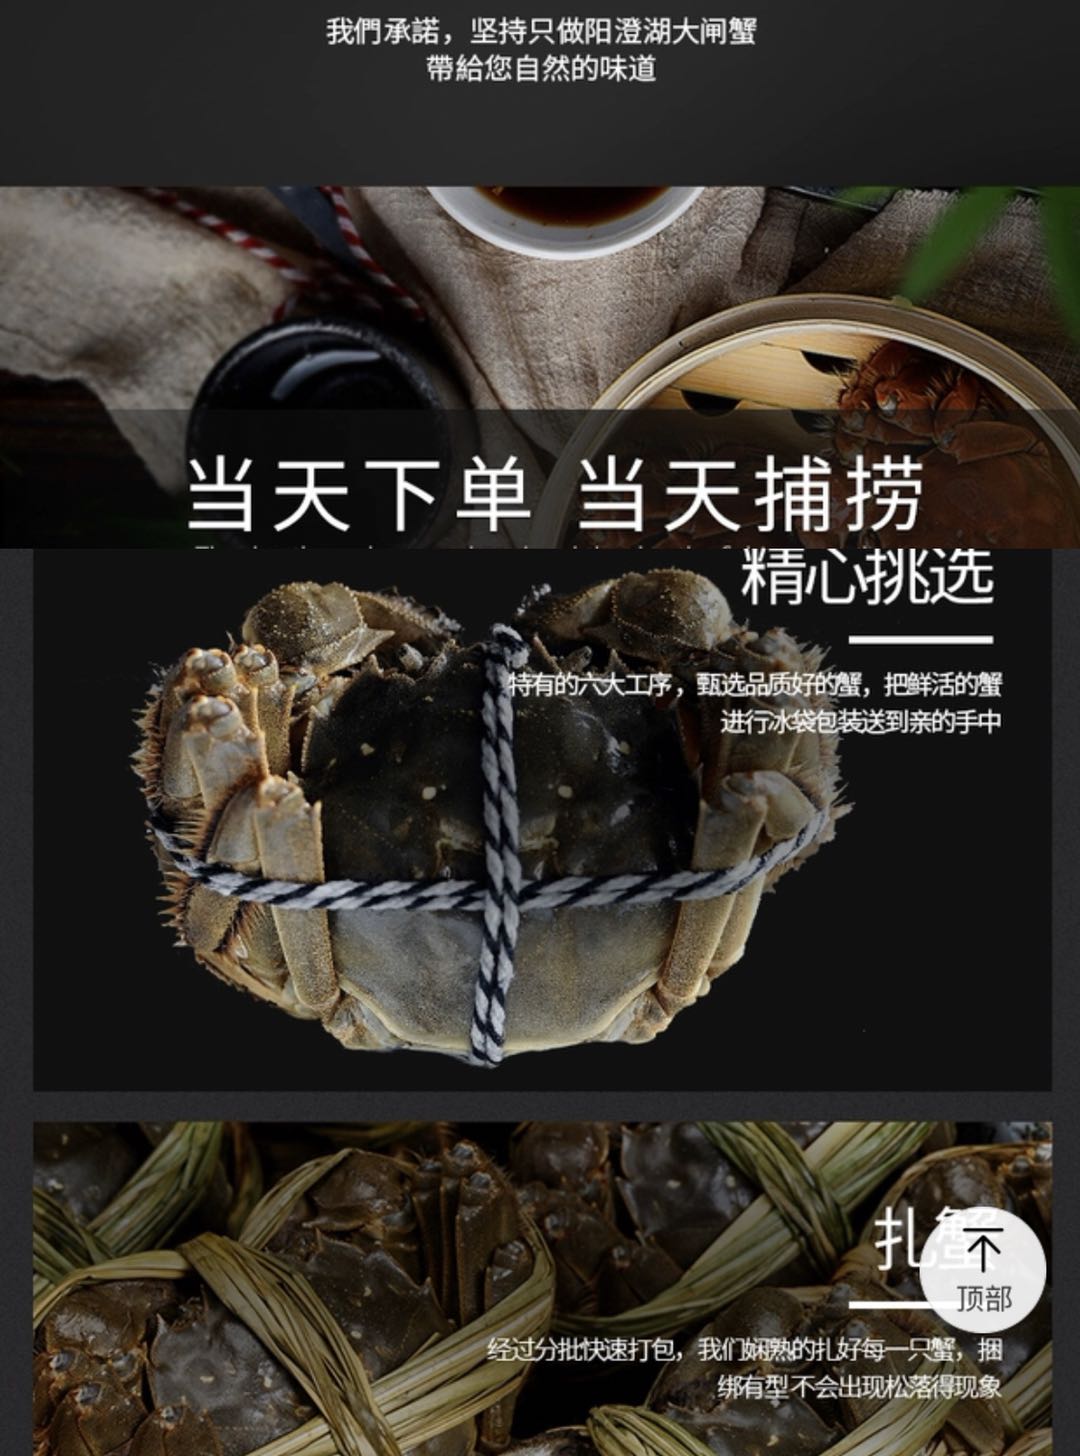 我們承諾，坚持只做阳澄湖大闸蟹
帶給您自然的味道
当天下单 当天捕捞
精心挑选
特有的六大工序，甄选品质好的蟹，把鲜活的蟹
进行冰袋包装送到亲的手中
扎蟹
顶部
经过分批快速打包，我们娴熟的扎好每一只蟹，捆
绑有型不会出现松落得现象